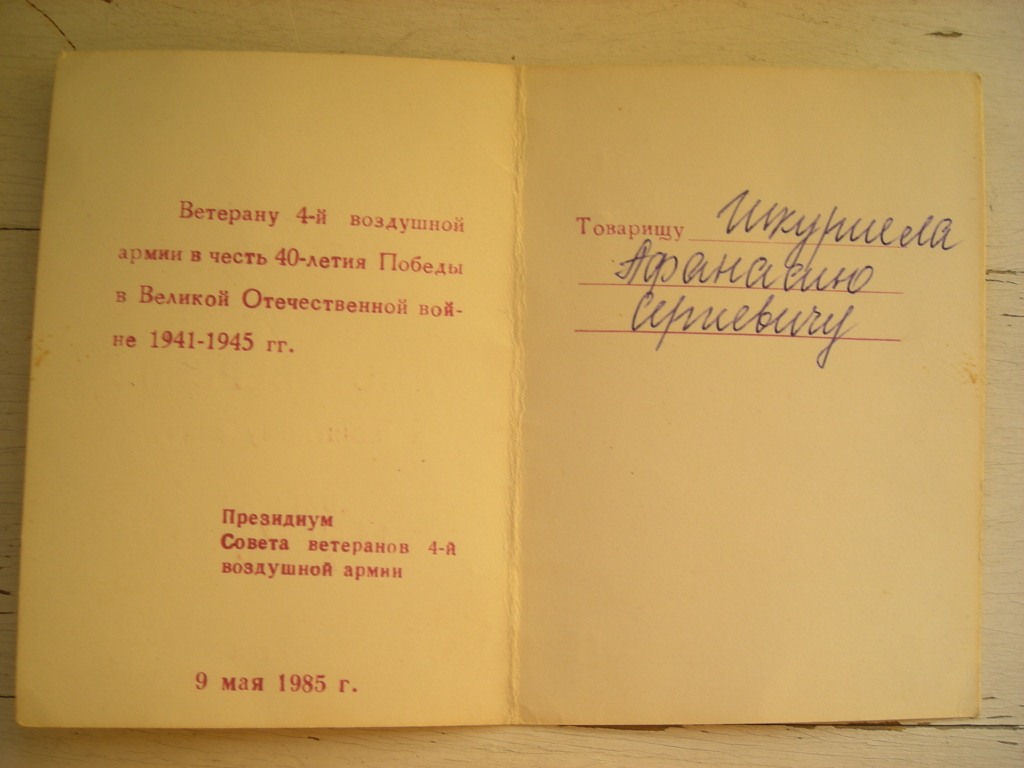 Ветерану 4-й воздушной
армии в честь 40-летия Победы
в Великой Отечественной вой-
не 1941-1945 гг.
Президиум
Совета ветеранов 4-й
воздушной армии
9 мая 1985 г.
Товарищу
Афанасию
Сергиевичу